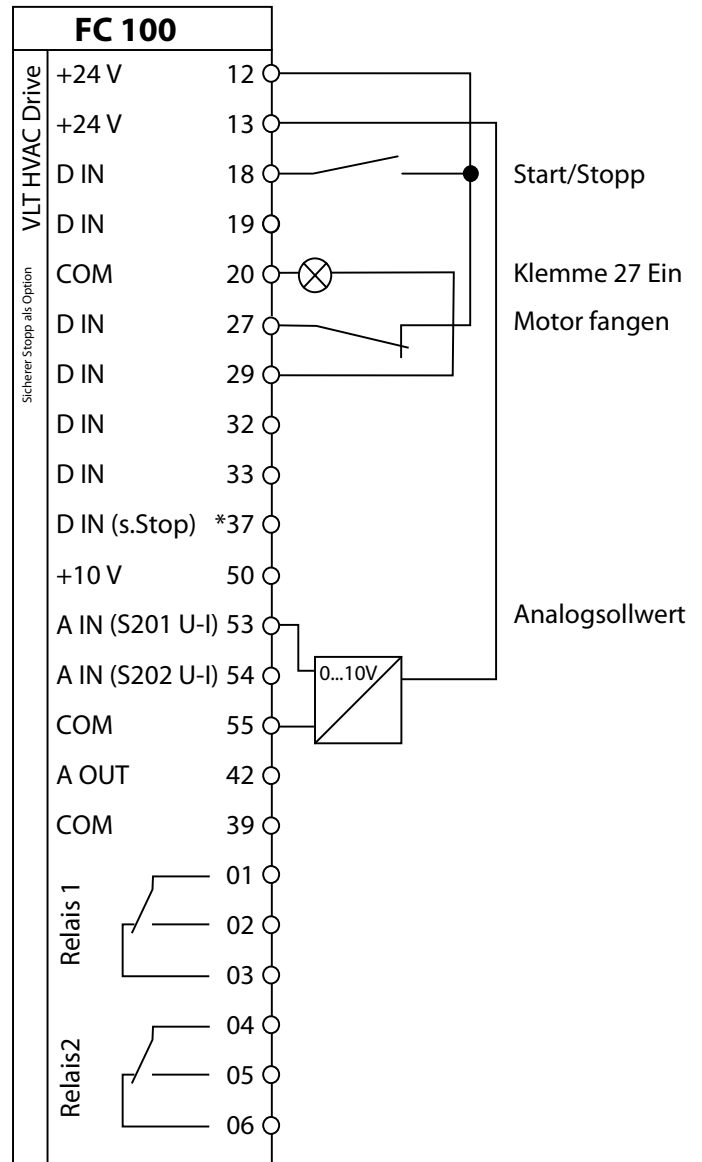 FC 100
VLT HVAC Drive
Sicherer Stopp als Option
+24 V 12
+24 V 13
D IN 18 Start/Stopp
D IN 19
COM 20 Klemme 27 Ein
D IN 27 Motor fangen
D IN 29
D IN 32
D IN 33
D IN (s.Stop) *37
+10 V 50
A IN (S201 U-I) 53 Analogsollwert
A IN (S202 U-I) 54 0...10V
COM 55
A OUT 42
COM 39
Relais 1
01
02
03
Relais2
04
05
06